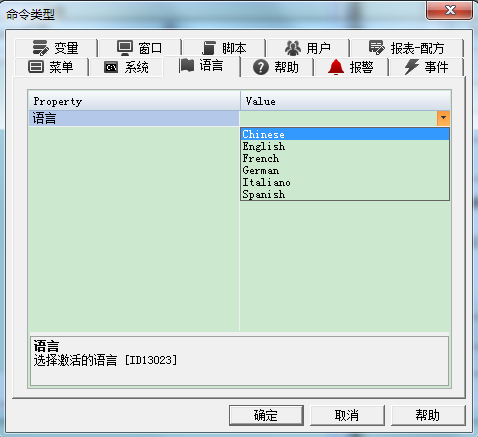 命令类型
变量 窗口 脚本 用户 报表-配方
菜单 系统 语言 帮助 报警 事件
Property Value
语言
Chinese
English
French
German
Italiano
Spanish
语言
选择激活的语言 [ID13023]
确定 取消 帮助